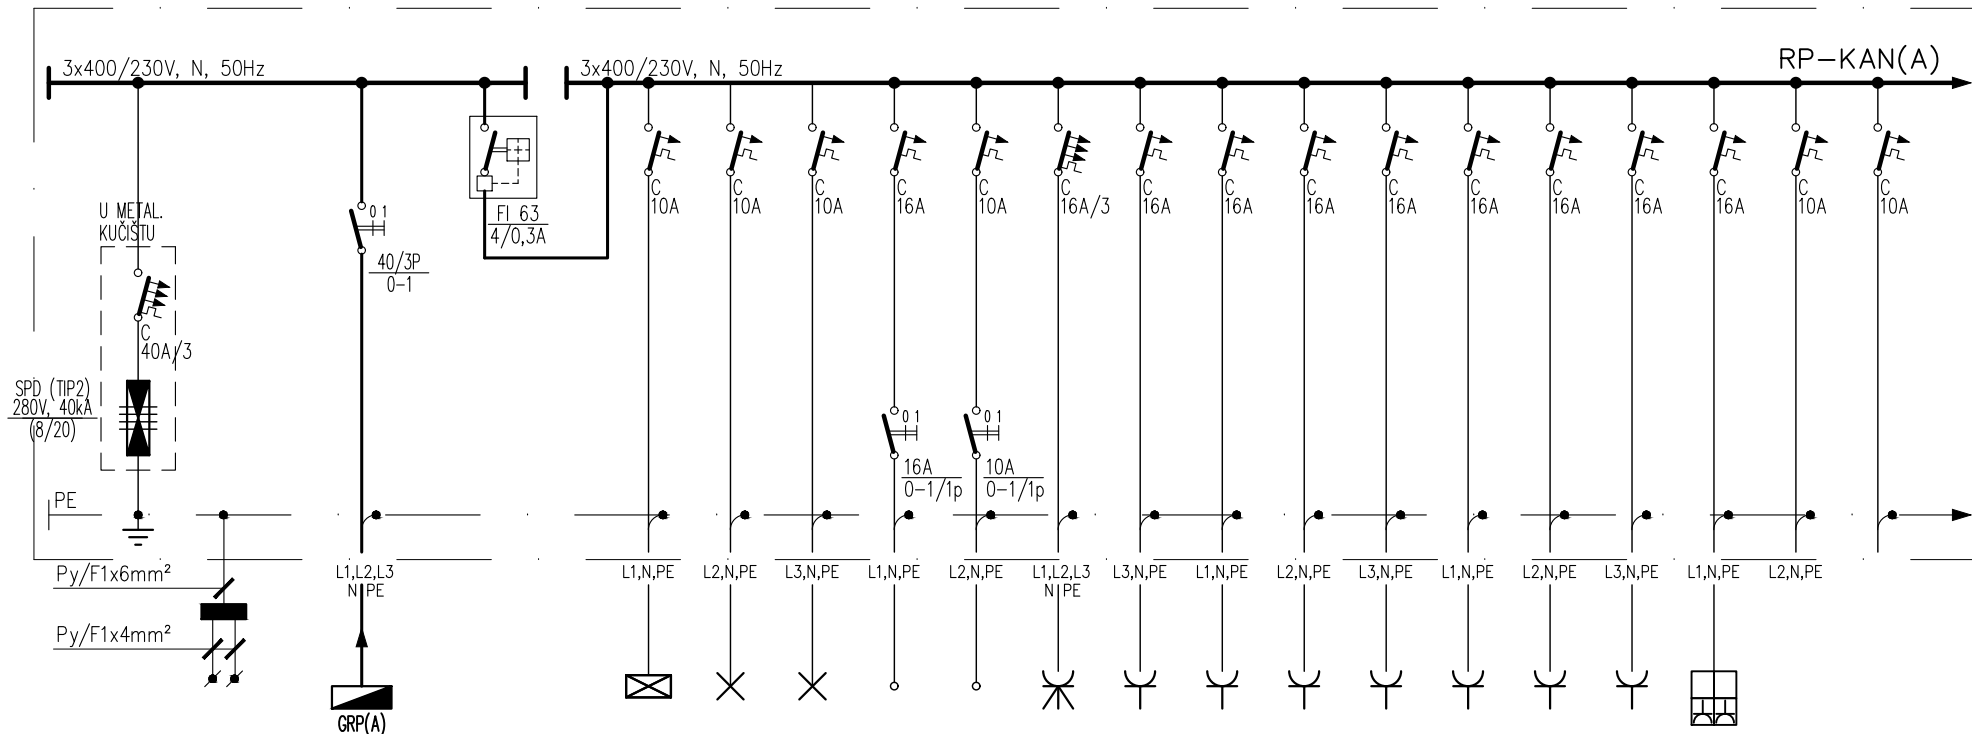 3x400/230V, N, 50Hz
3x400/230V, N, 50Hz
RP-KAN(A)
C
10A
C
10A
C
10A
C
16A
C
10A
C
16A/3
C
16A
C
16A
C
16A
C
16A
C
16A
C
16A
C
16A
C
16A
C
10A
C
10A
U METAL.
KUĆIŠTU
0 1
FI 63
4/0,3A
40/3P
0-1
C
40A/3
SPD (TIP2)
280V, 40kA
(8/20)
0 1
16A
0-1/1p
0 1
10A
0-1/1p
PE
Py/F1x6mm²
Py/F1x4mm²
L1,L2,L3
N PE
L1,N,PE
L2,N,PE
L3,N,PE
L1,N,PE
L2,N,PE
L1,L2,L3
N PE
L3,N,PE
L1,N,PE
L2,N,PE
L3,N,PE
L1,N,PE
L2,N,PE
L3,N,PE
L1,N,PE
L2,N,PE
GRP(A)